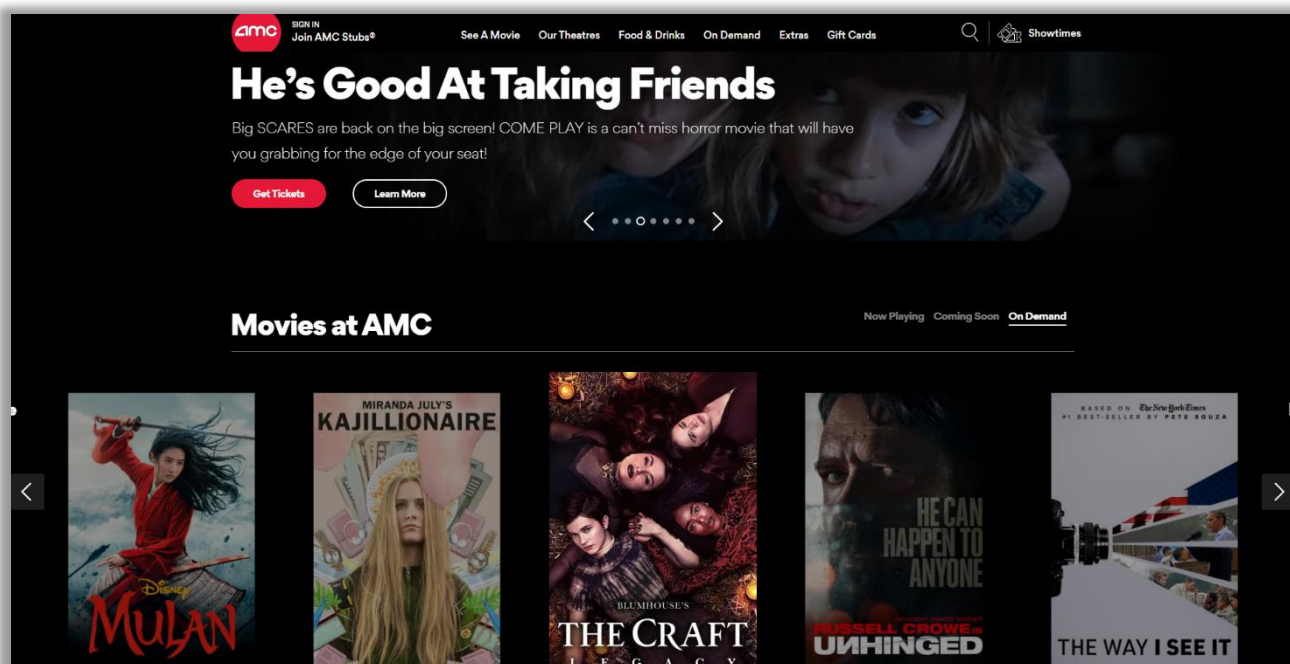 amc
SIGN IN
Join AMC Stubs®
See A Movie Our Theatres Food & Drinks On Demand Extras Gift Cards
Showtimes
He's Good At Taking Friends
Big SCARES are back on the big screen! COME PLAY is a can't miss horror movie that will have
you grabbing for the edge of your seat!
Get Tickets Learn More
Movies at AMC
Now Playing Coming Soon On Demand
DISNEY
MULAN
MIRANDA JULY'S
KAJILLIONAIRE
BLUMHOUSE'S
THE CRAFT
LEGACY
HE CAN
HAPPEN TO
ANYONE
ACADEMY AWARD WINNER
RUSSELL CROWE IS
UNHINGED
BASED ON The New York Times
#1 BEST-SELLER BY PETE SOUZA
THE WAY I SEE IT